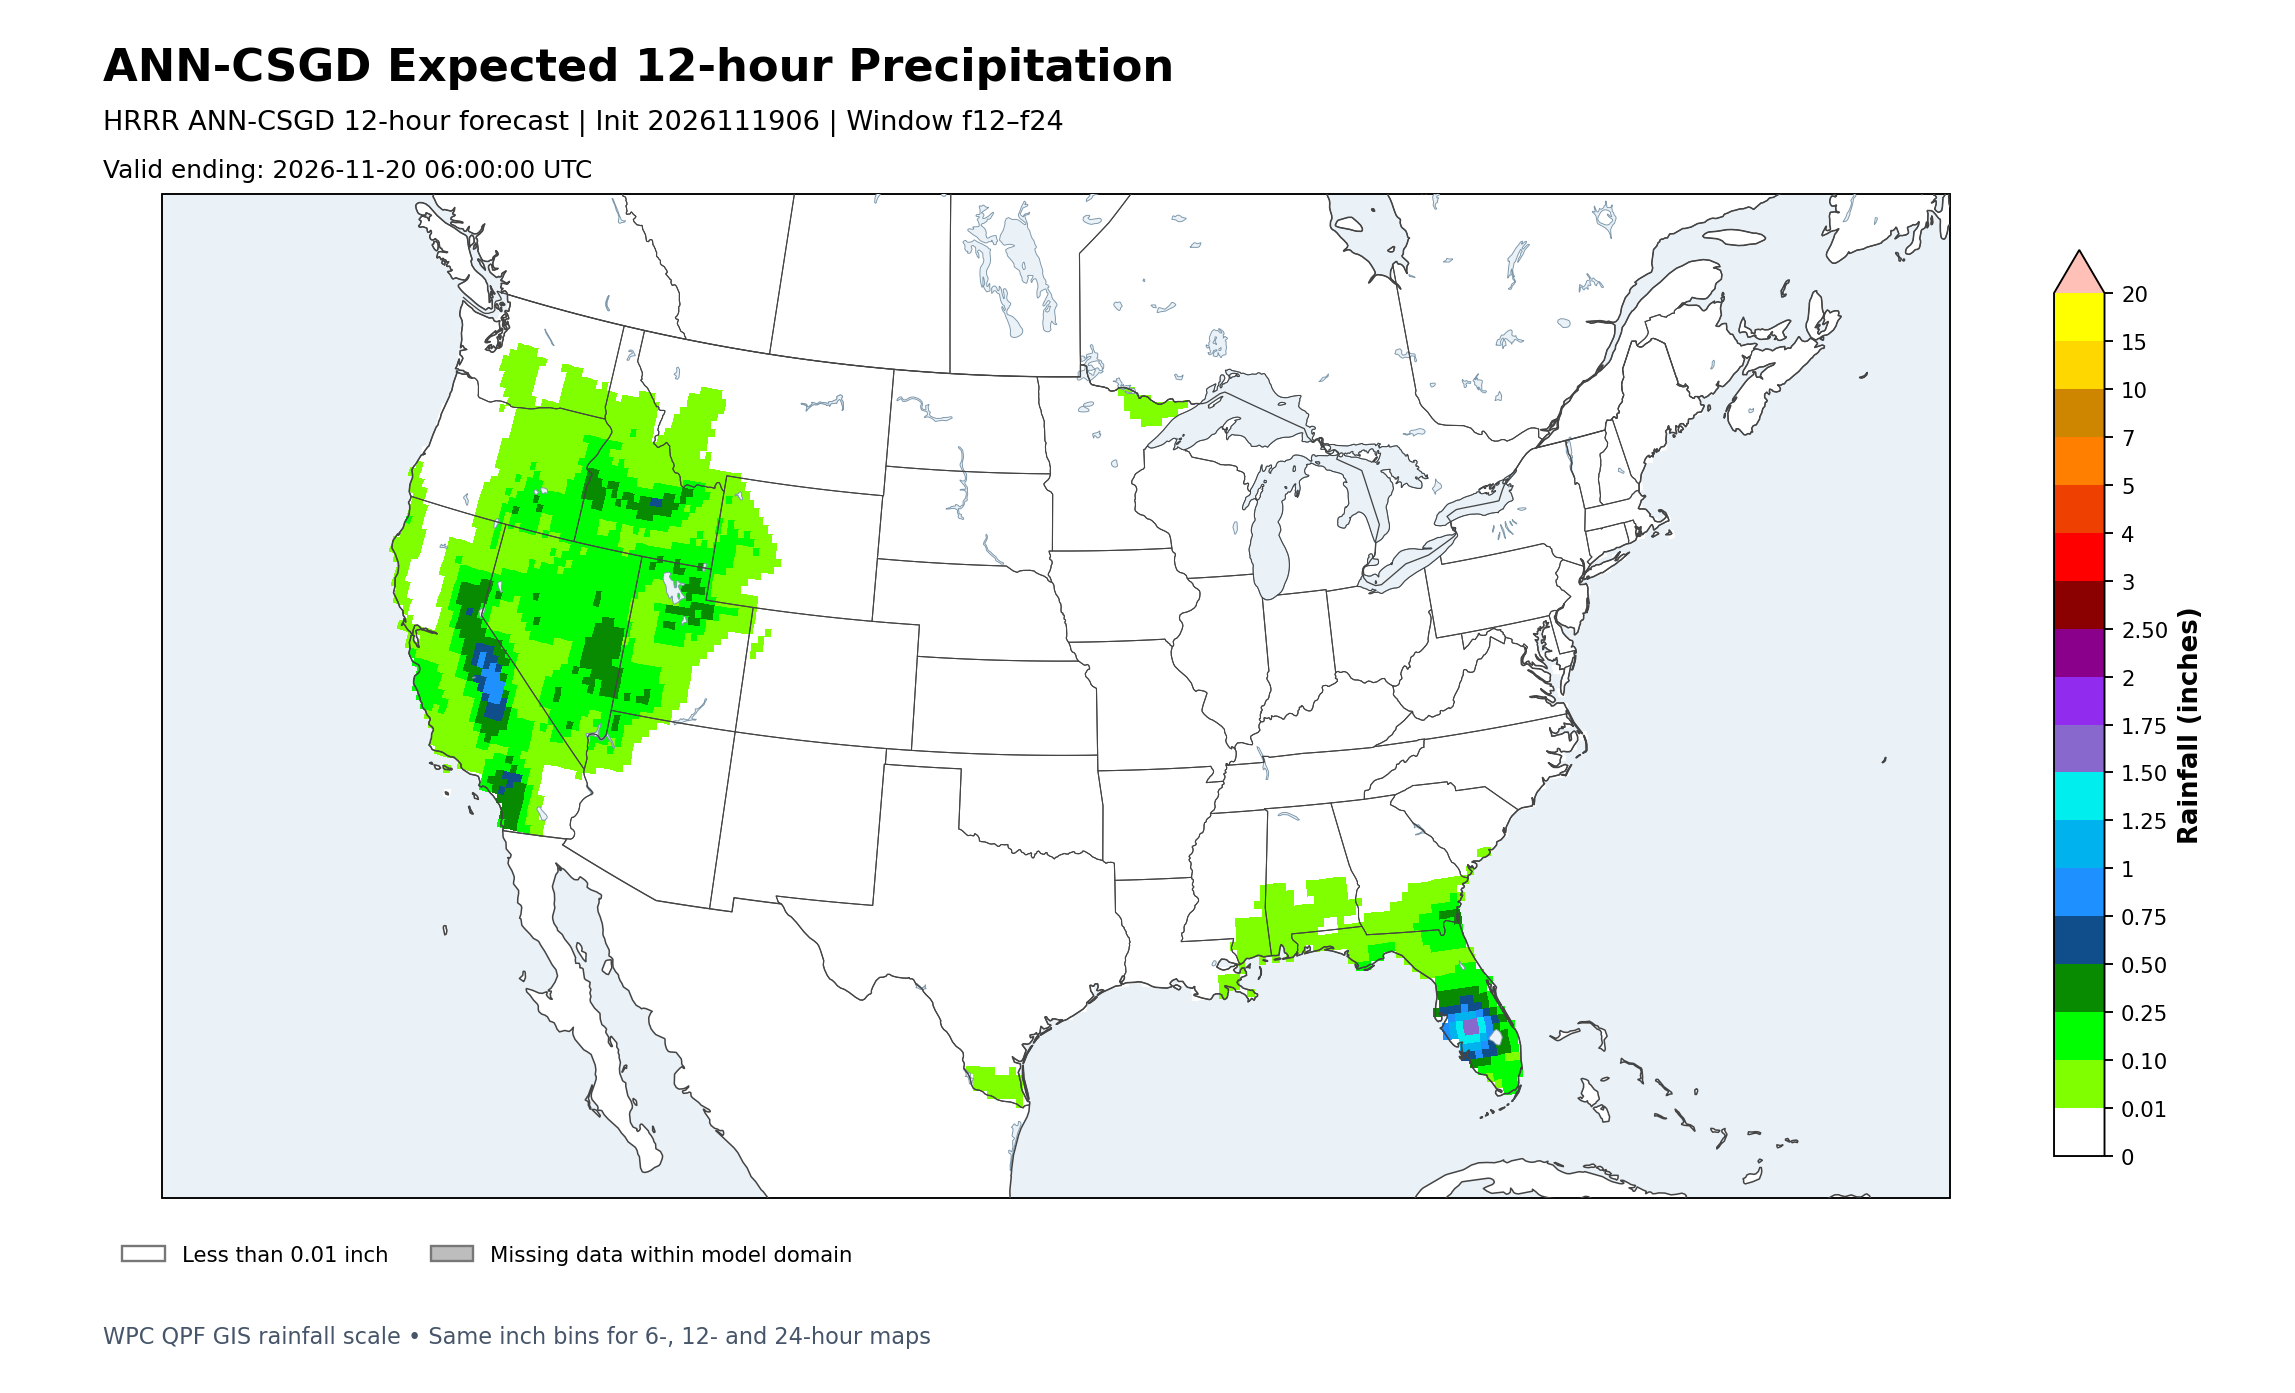 ANN-CSGD Expected 12-hour Precipitation
HRRR ANN-CSGD 12-hour forecast | Init 2026111906 | Window f12–f24
Valid ending: 2026-11-20 06:00:00 UTC
20
15
10
7
5
4
3
2.50
2
1.75
1.50
1.25
1
0.75
0.50
0.25
0.10
0.01
0
Rainfall (inches)
Less than 0.01 inch
Missing data within model domain
WPC QPF GIS rainfall scale • Same inch bins for 6-, 12- and 24-hour maps